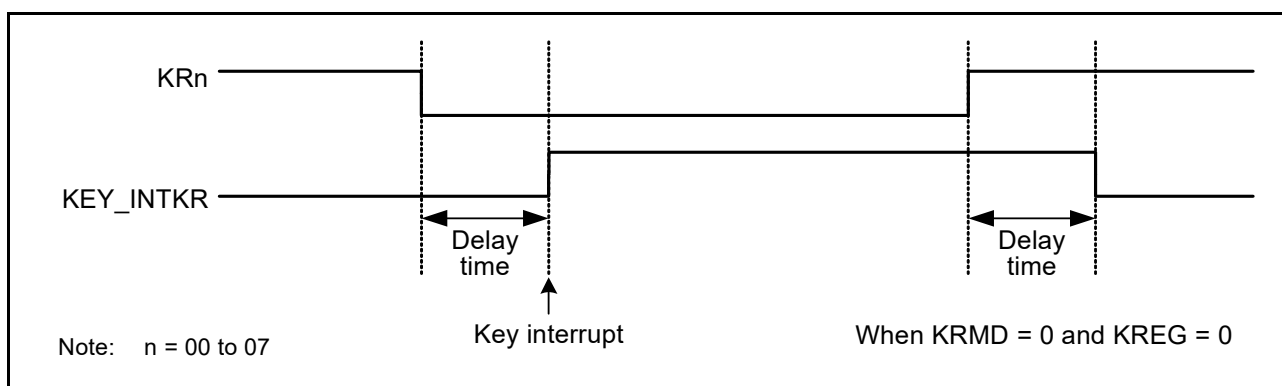 KRn
KEY_INTKR
Delay
time
Delay
time
Key interrupt
When KRMD = 0 and KREG = 0
Note: n = 00 to 07